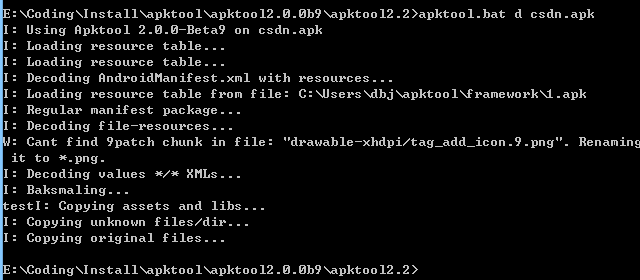 E:\Coding\Install\apktool\apktool2.0.0b9\apktool2.2>apktool.bat d csdn.apk
I: Using Apktool 2.0.0-Beta9 on csdn.apk
I: Loading resource table...
I: Loading resource table...
I: Decoding AndroidManifest.xml with resources...
I: Loading resource table from file: C:\Users\dbj\apktool\framework\1.apk
I: Regular manifest package...
I: Decoding file-resources...
W: Cant find 9patch chunk in file: "drawable-xhdpi/tag_add_icon.9.png". Renaming
 it to *.png.
I: Decoding values */* XMLs...
I: Baksmaling...
testI: Copying assets and libs...
I: Copying unknown files/dir...
I: Copying original files...
E:\Coding\Install\apktool\apktool2.0.0b9\apktool2.2>